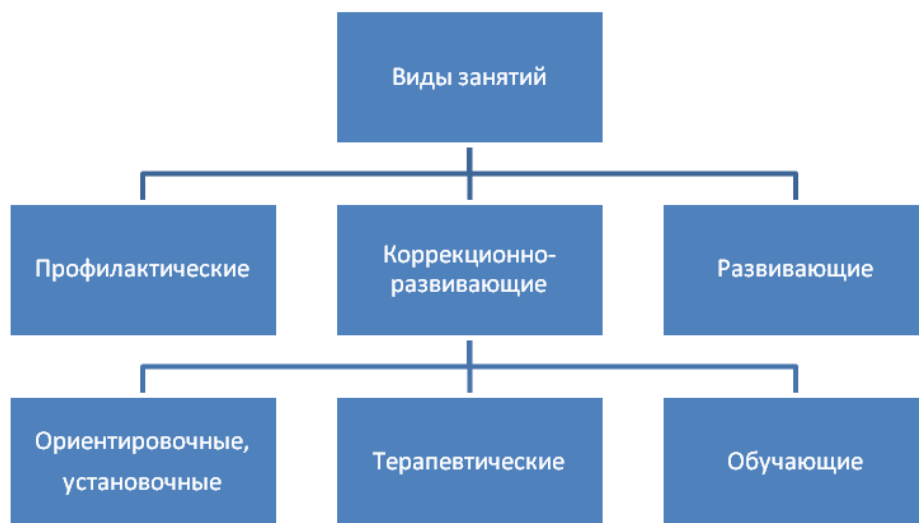 Виды занятий
Профилактические
Коррекционно-
развивающие
Развивающие
Ориентировочные,
установочные
Терапевтические
Обучающие